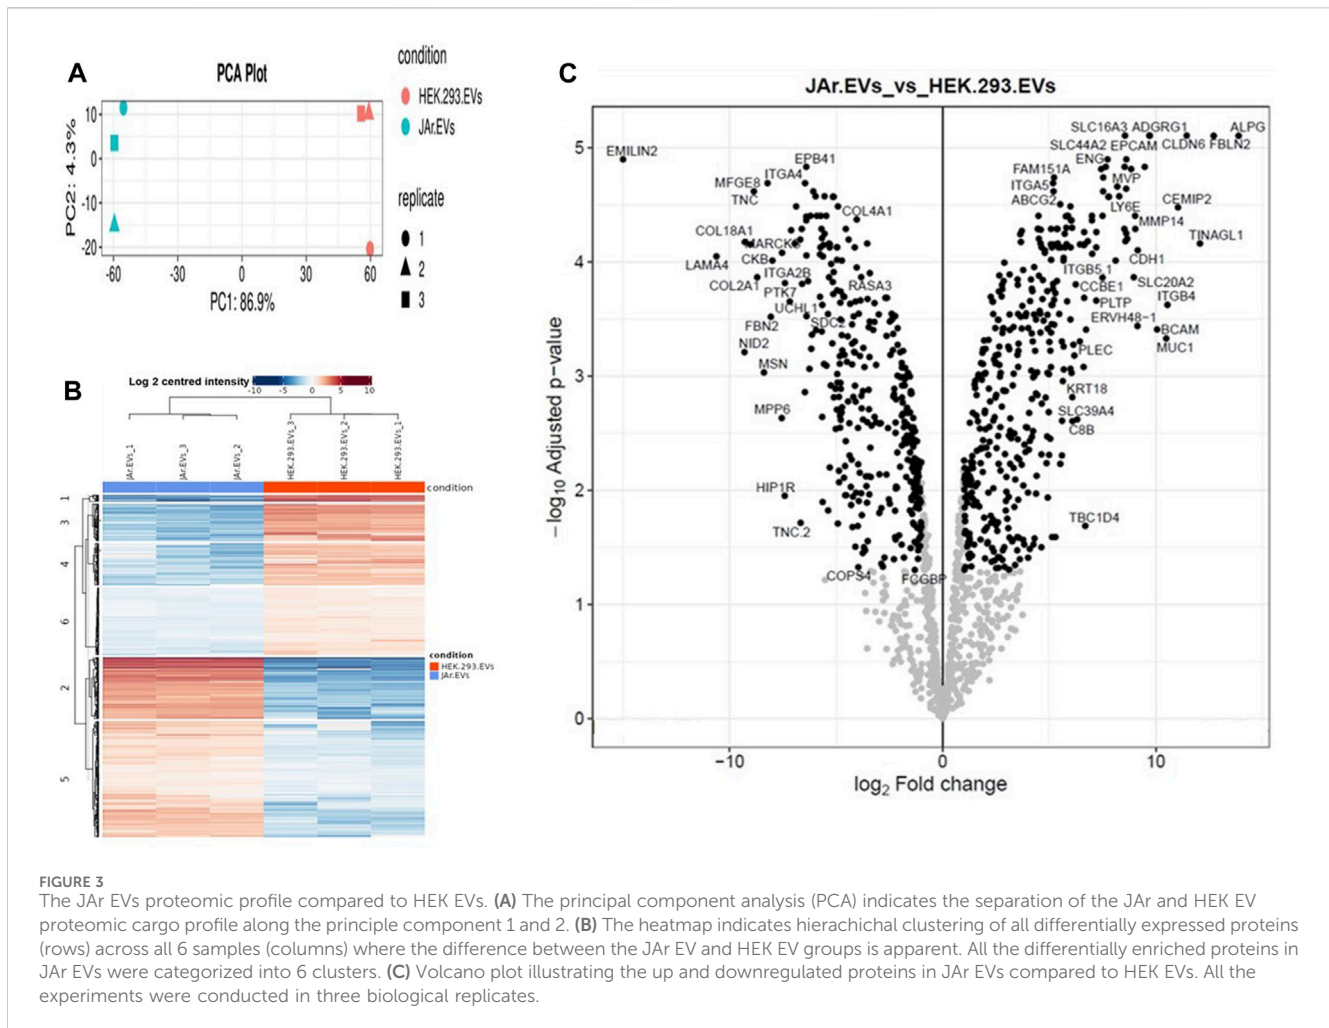 A
PCA Plot
PC2: 4.3%
10
0
-10
-20
-60
-30
0
30
60
PC1: 86.9%
condition
HEK.293.EVs
JAr.EVs
replicate
1
2
3
B
Log 2 centred intensity
-10
-5
0
5
10
JAr.EVs_1
JAr.EVs_3
JAr.EVs_2
HEK.293.EVs_3
HEK.293.EVs_2
HEK.293.EVs_1
condition
1
3
4
6
2
5
condition
HEK.293.EVs
JAr.EVs
C
JAr.EVs_vs_HEK.293.EVs
−log10 Adjusted p−value
5
4
3
2
1
0
−10
0
10
log2 Fold change
EMILIN2
EPB41
ITGA4
MFGE8
TNC
COL4A1
COL18A1
MARCKS
LAMA4
CKB
ITGA2B
COL2A1
PTK7
RASA3
UCHL1
FBN2
SDC2
NID2
MSN
MPP6
HIP1R
TNC.2
COPS4
FCGBP
SLC16A3 ADGRG1
ALPG
SLC44A2 EPCAM
CLDN6 FBLN2
ENG
FAM151A
MVP
ITGA5
ABCG2
LY6E
CEMIP2
MMP14
TINAGL1
CDH1
ITGB5.1
SLC20A2
CCBE1
ITGB4
PLTP
ERVH48−1
BCAM
PLEC
MUC1
KRT18
SLC39A4
C8B
TBC1D4
FIGURE 3
The JAr EVs proteomic profile compared to HEK EVs. (A) The principal component analysis (PCA) indicates the separation of the JAr and HEK EV
proteomic cargo profile along the principle component 1 and 2. (B) The heatmap indicates hierachichal clustering of all differentially expressed proteins
(rows) across all 6 samples (columns) where the difference between the JAr EV and HEK EV groups is apparent. All the differentially enriched proteins in
JAr EVs were categorized into 6 clusters. (C) Volcano plot illustrating the up and downregulated proteins in JAr EVs compared to HEK EVs. All the
experiments were conducted in three biological replicates.